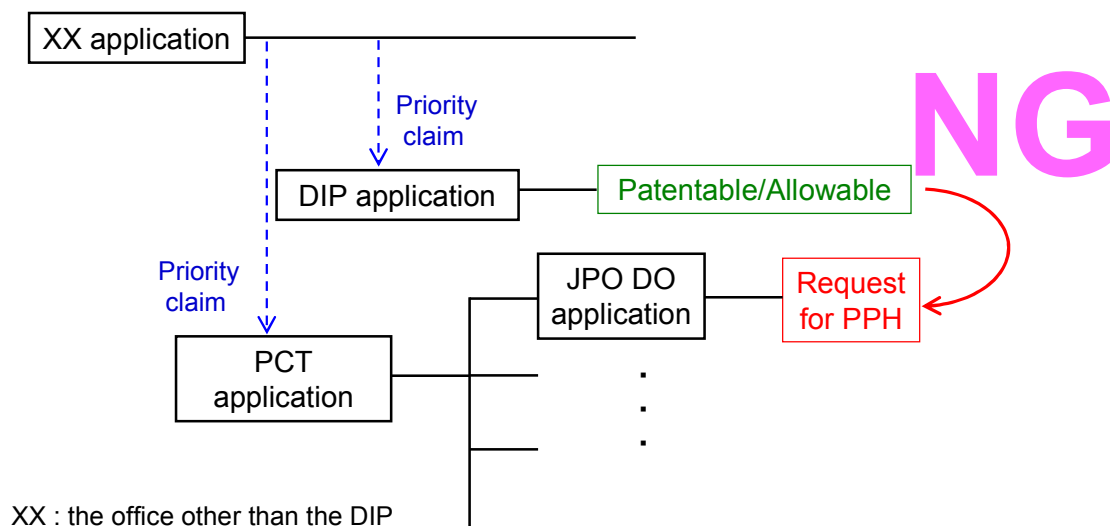 XX application
NG
Priority
claim
DIP application
Patentable/Allowable
Priority
claim
JPO DO
application
Request
for PPH
PCT
application
XX : the office other than the DIP